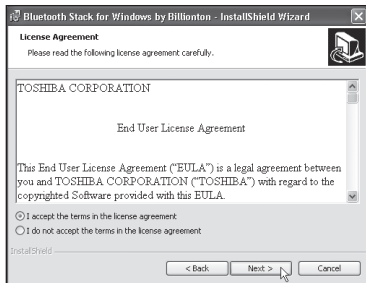 Bluetooth Stack for Windows by Billionton - InstallShield Wizard
License Agreement
Please read the following license agreement carefully.
TOSHIBA CORPORATION
End User License Agreement
This End User License Agreement ("EULA") is a legal agreement between
you and TOSHIBA CORPORATION ("TOSHIBA") with regard to the
copyrighted Software provided with this EULA.
I accept the terms in the license agreement
I do not accept the terms in the license agreement
InstallShield
< Back Next > Cancel